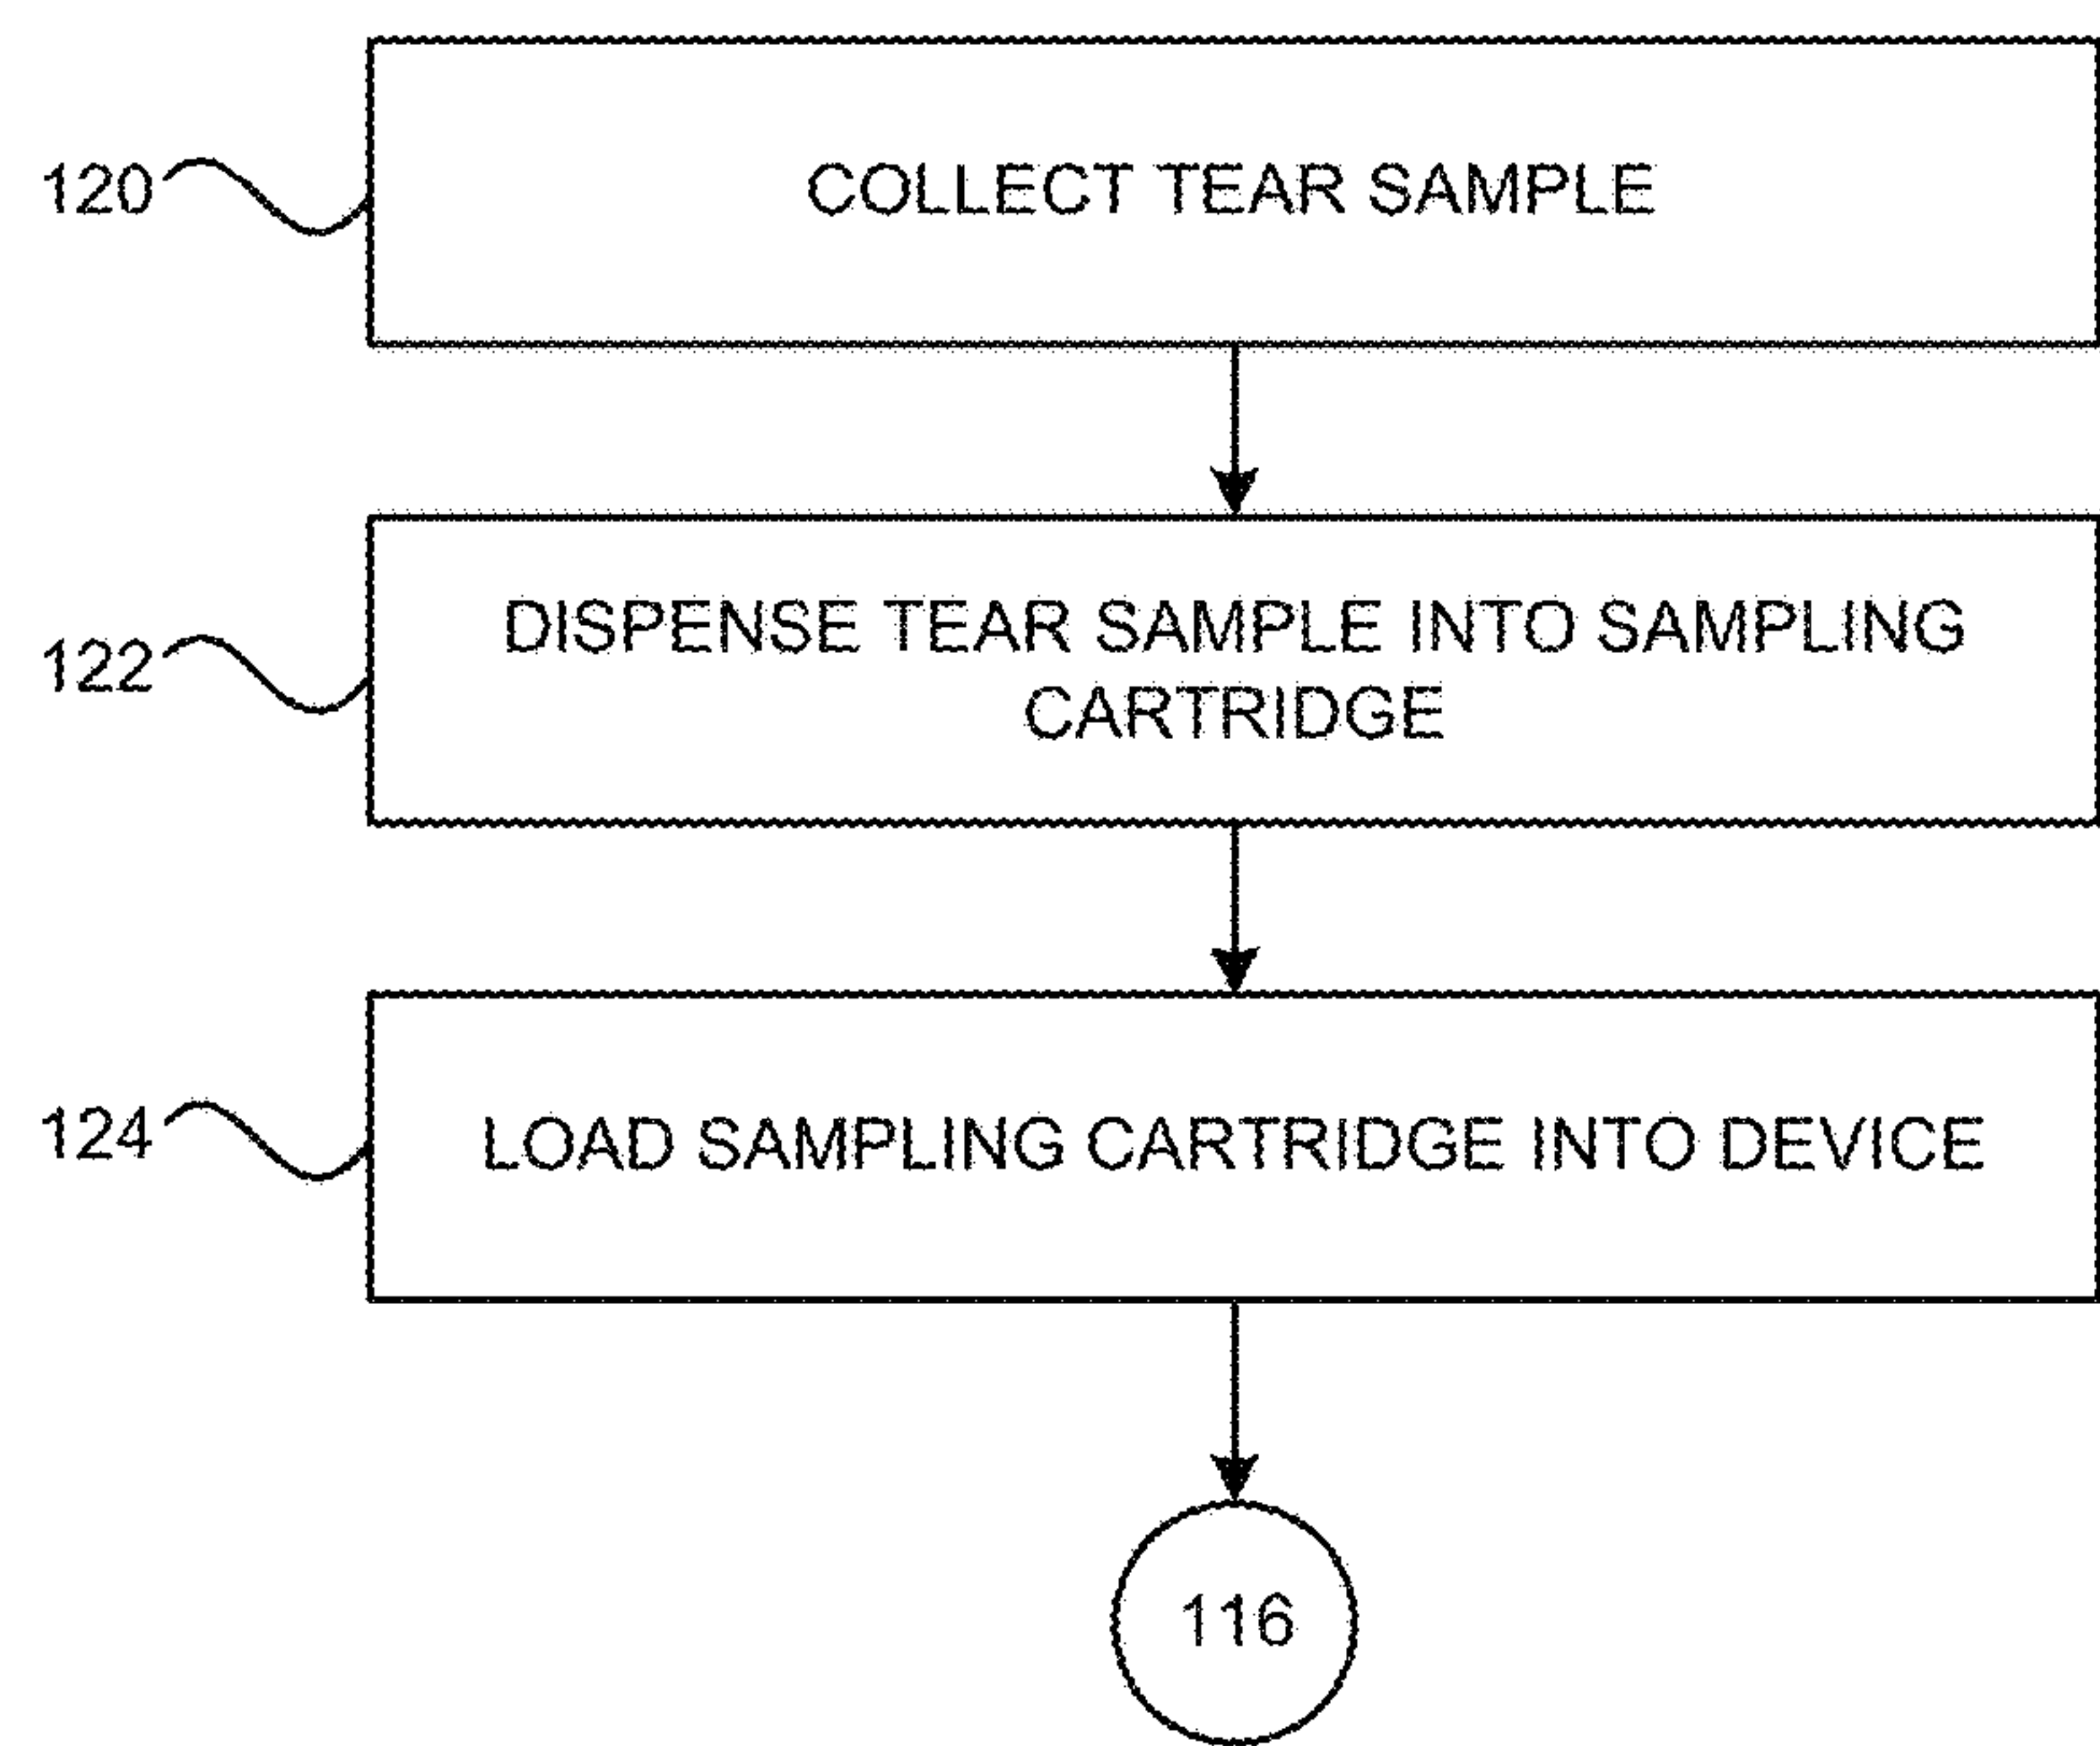 120
COLLECT TEAR SAMPLE
122
DISPENSE TEAR SAMPLE INTO SAMPLING
CARTRIDGE
124
LOAD SAMPLING CARTRIDGE INTO DEVICE
116